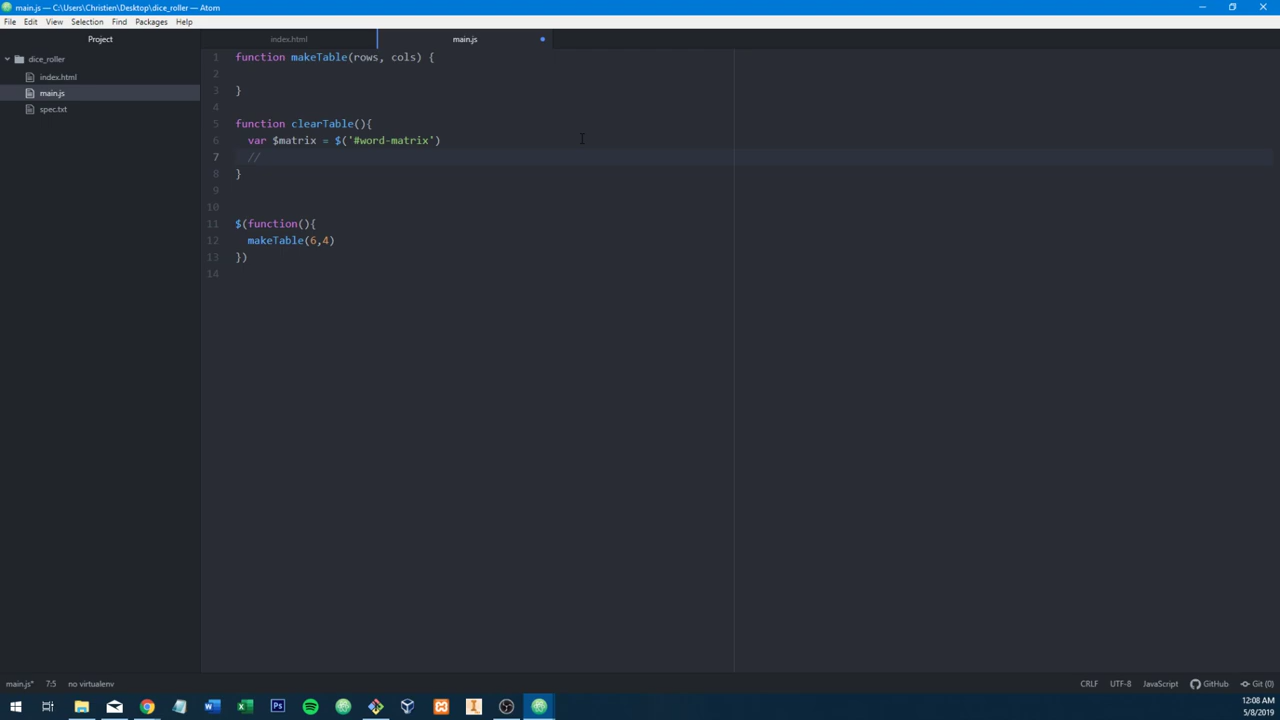 main.js — C:\Users\Christien\Desktop\dice_roller — Atom
File Edit View Selection Find Packages Help
Project
index.html
main.js
dice_roller
index.html
main.js
spec.txt
1 function makeTable(rows, cols) {
2
3 }
4
5 function clearTable(){
6 var $matrix = $('#word-matrix')
7 //
8 }
9
10
11 $(function(){
12 makeTable(6,4)
13 })
14
main.js* 7:5 no virtualenv
CRLF UTF-8 JavaScript GitHub Git (0)
12:08 AM
5/8/2019